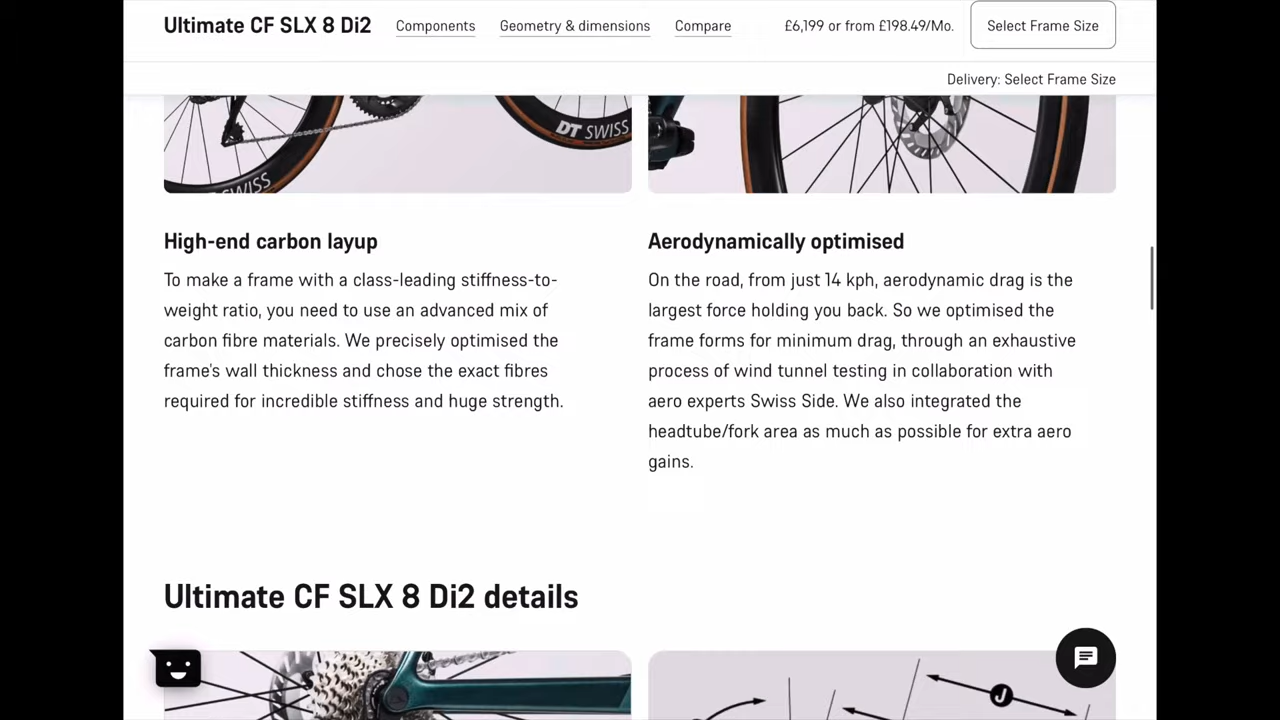 Ultimate CF SLX 8 Di2 Components Geometry & dimensions Compare £6,199 or from £198.49/Mo. Select Frame Size
Delivery: Select Frame Size
DT SWISS
SWISS
High-end carbon layup
To make a frame with a class-leading stiffness-to-
weight ratio, you need to use an advanced mix of
carbon fibre materials. We precisely optimised the
frame's wall thickness and chose the exact fibres
required for incredible stiffness and huge strength.
Aerodynamically optimised
On the road, from just 14 kph, aerodynamic drag is the
largest force holding you back. So we optimised the
frame forms for minimum drag, through an exhaustive
process of wind tunnel testing in collaboration with
aero experts Swiss Side. We also integrated the
headtube/fork area as much as possible for extra aero
gains.
Ultimate CF SLX 8 Di2 details
J